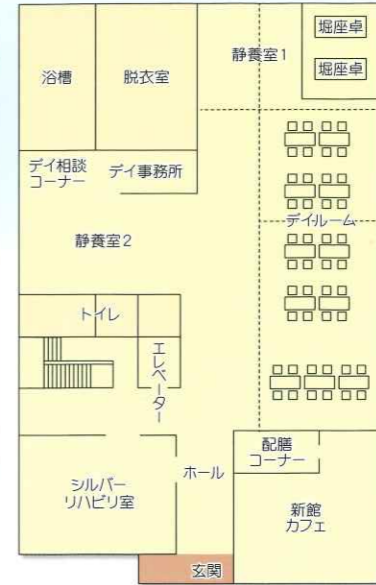 浴槽
脱衣室
静養室1
堀座卓
堀座卓
デイ相談
コーナー
デイ事務所
デイルーム
静養室2
トイレ
エレベーター
シルバー
リハビリ室
ホール
配膳
コーナー
新館
カフェ
玄関